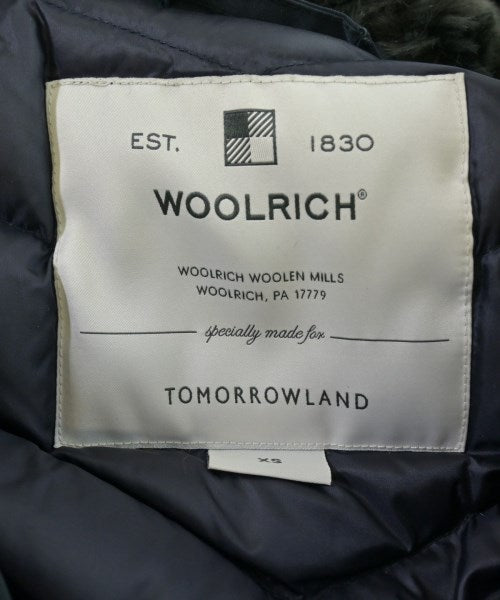 EST. 1830
WOOLRICH®
WOOLRICH WOOLEN MILLS
WOOLRICH, PA 17779
specially made for
TOMORROWLAND
XS